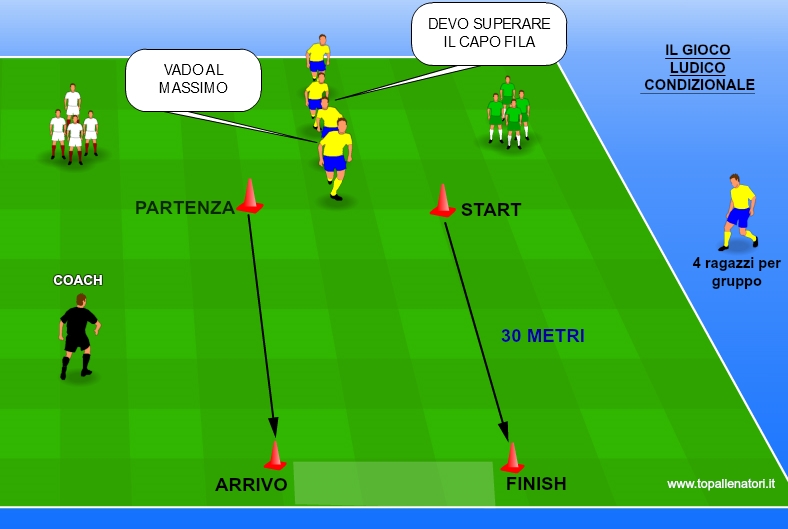 DEVO SUPERARE
IL CAPO FILA
VADO AL
MASSIMO
IL GIOCO
LUDICO
CONDIZIONALE
PARTENZA
START
4 ragazzi per
gruppo
COACH
30 METRI
ARRIVO
FINISH
www.topallenatori.it